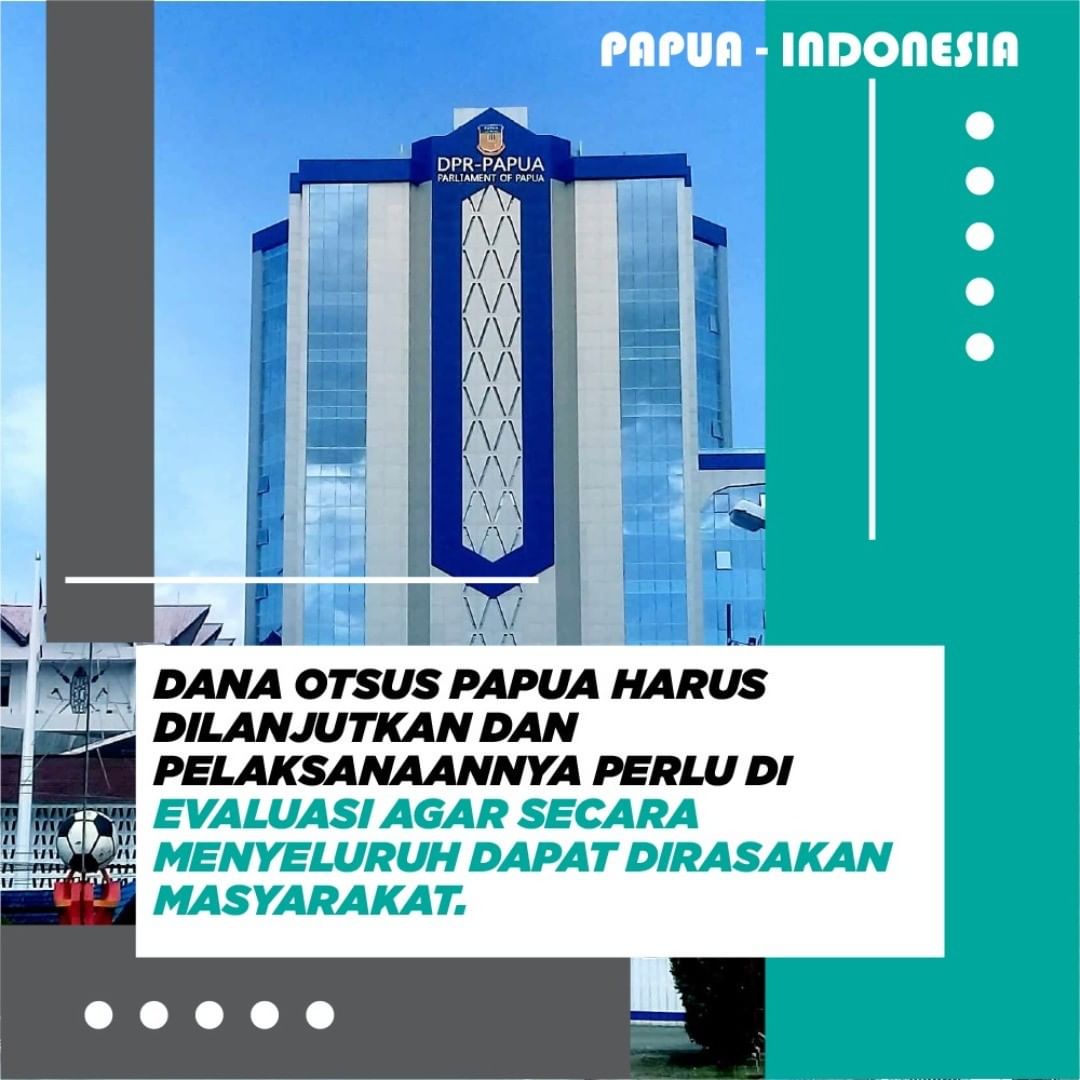 PAPUA - INDONESIA
DPR-PAPUA
PARLIAMENT OF PAPUA
DANA OTSUS PAPUA HARUS
DILANJUTKAN DAN
PELAKSANAANNYA PERLU DI
EVALUASI AGAR SECARA
MENYELURUH DAPAT DIRASAKAN
MASYARAKAT.